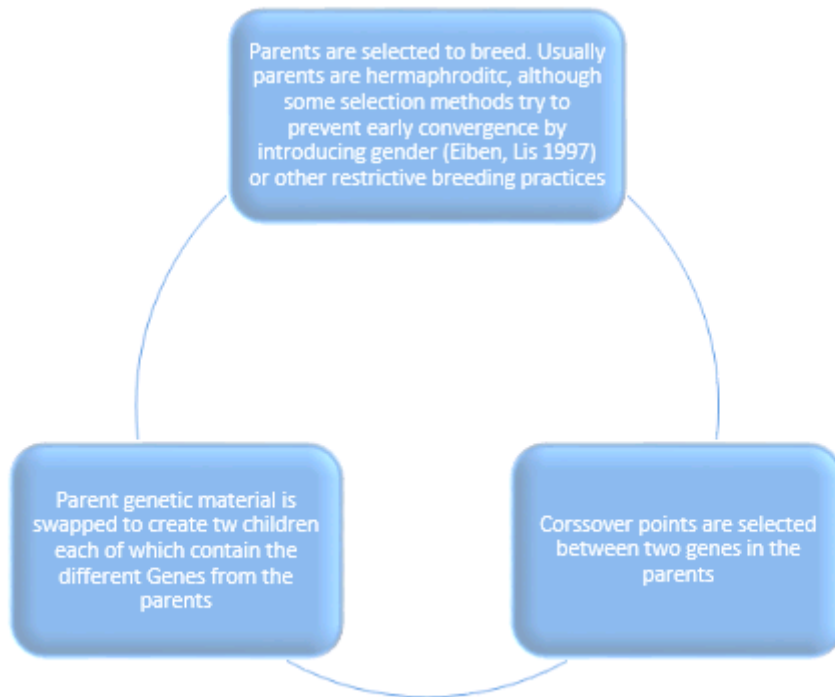 Parents are selected to breed. Usually
parents are hermaphroditc, although
some selection methods try to
prevent early convergence by
introducing gender (Eiben, Lis 1997)
or other restrictive breeding practices
Corssover points are selected
between two genes in the
parents
Parent genetic material is
swapped to create tw children
each of which contain the
different Genes from the
parents